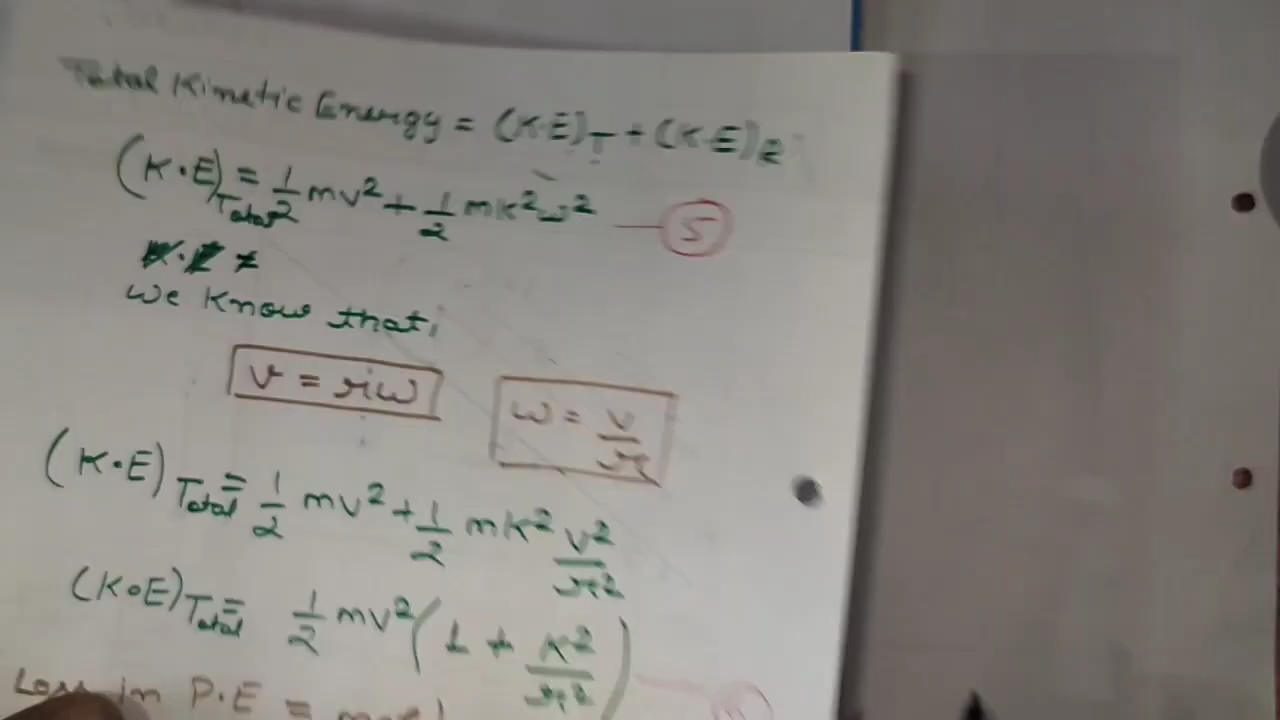 Total Kinetic Energy = (K.E)T + (K.E)R
(K.E)Total = 1/2 mv² + 1/2 mk²ω² — 5
We know that,
v = rω
ω = v/r
(K.E)Total = 1/2 mv² + 1/2 mk² v²/r²
(K.E)Total = 1/2 mv² (1 + k²/r²)
Loss in P.E =